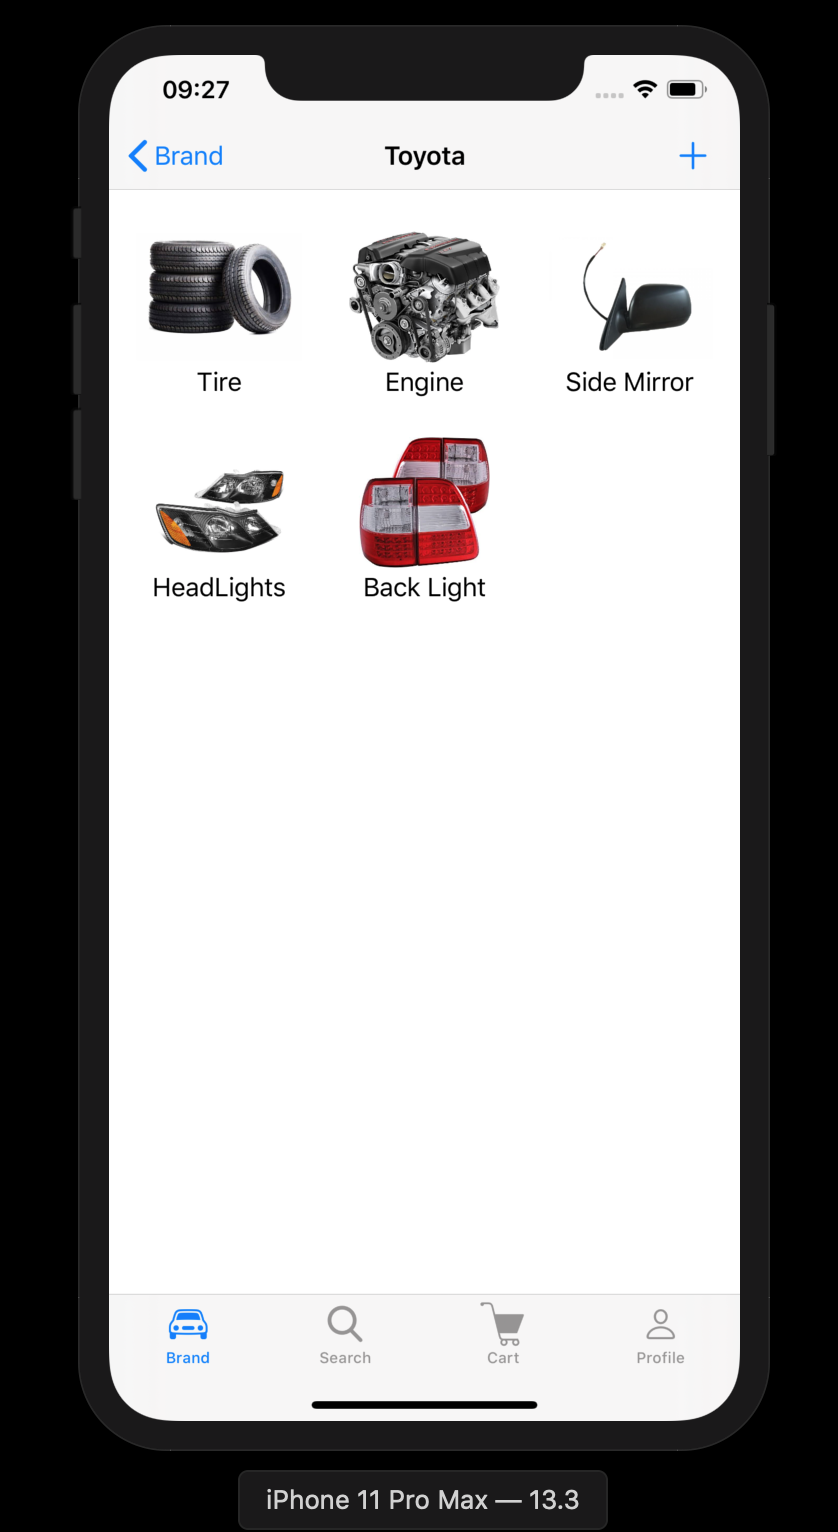 09:27
Brand Toyota +
Tire Engine Side Mirror
HeadLights Back Light
Brand Search Cart Profile
iPhone 11 Pro Max — 13.3